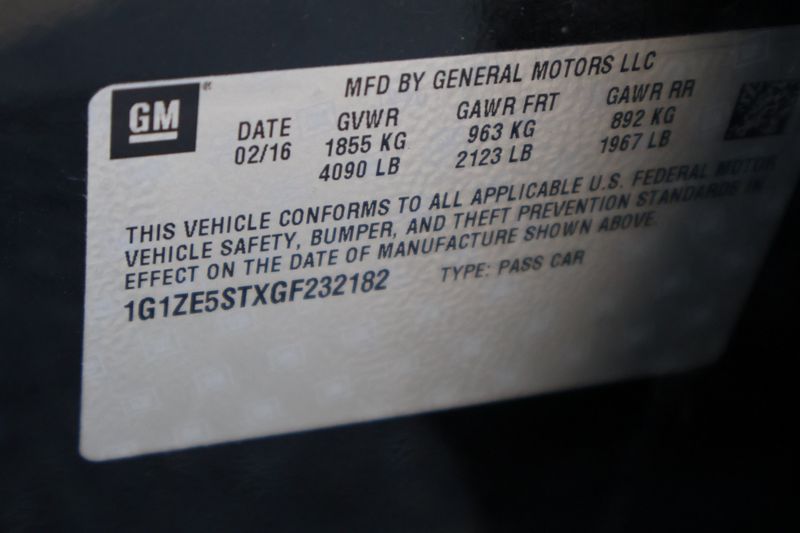 MFD BY GENERAL MOTORS LLC
GM
DATE
02/16
GVWR
1855 KG
4090 LB
GAWR FRT
963 KG
2123 LB
GAWR RR
892 KG
1967 LB
THIS VEHICLE CONFORMS TO ALL APPLICABLE U.S. FEDERAL MOTOR
VEHICLE SAFETY, BUMPER, AND THEFT PREVENTION STANDARDS IN
EFFECT ON THE DATE OF MANUFACTURE SHOWN ABOVE.
1G1ZE5STXGF232182 TYPE: PASS CAR